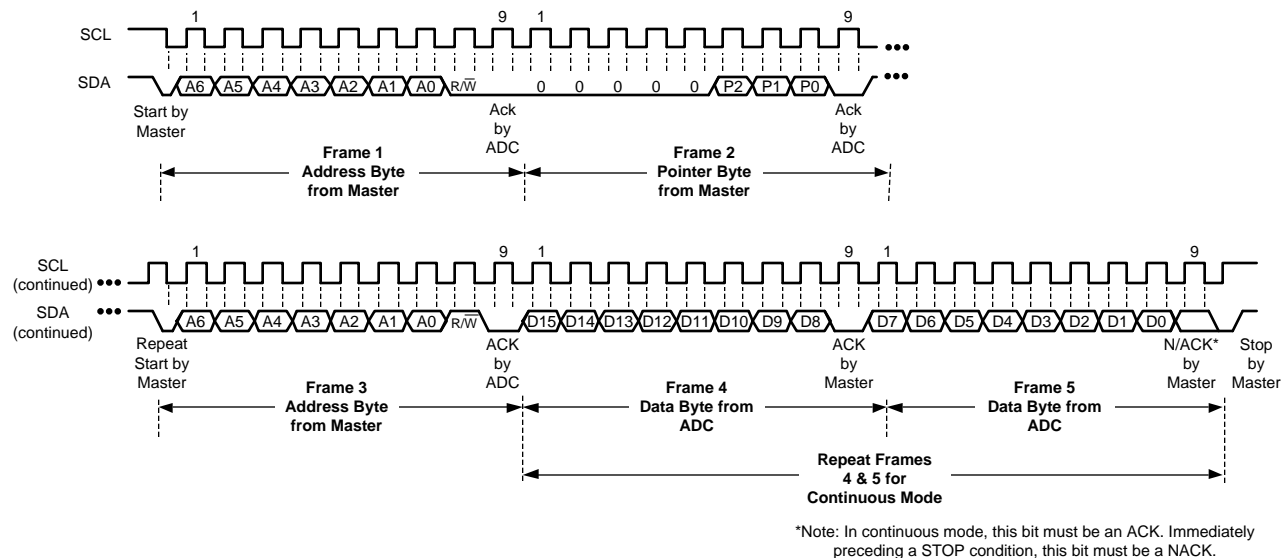 1 9 1 9
SCL
SDA A6 A5 A4 A3 A2 A1 A0 R/W̅ 0 0 0 0 0 P2 P1 P0
Start by
Master
Ack
by
ADC
Ack
by
ADC
Frame 1
Address Byte
from Master
Frame 2
Pointer Byte
from Master
1 9 1 9 1 9
SCL
(continued)
SDA
(continued)
A6 A5 A4 A3 A2 A1 A0 R/W̅ D15 D14 D13 D12 D11 D10 D9 D8 D7 D6 D5 D4 D3 D2 D1 D0
Repeat
Start by
Master
ACK
by
ADC
ACK
by
Master
N/ACK*
by
Master
Stop
by
Master
Frame 3
Address Byte
from Master
Frame 4
Data Byte from
ADC
Frame 5
Data Byte from
ADC
Repeat Frames
4 & 5 for
Continuous Mode
*Note: In continuous mode, this bit must be an ACK. Immediately
preceding a STOP condition, this bit must be a NACK.